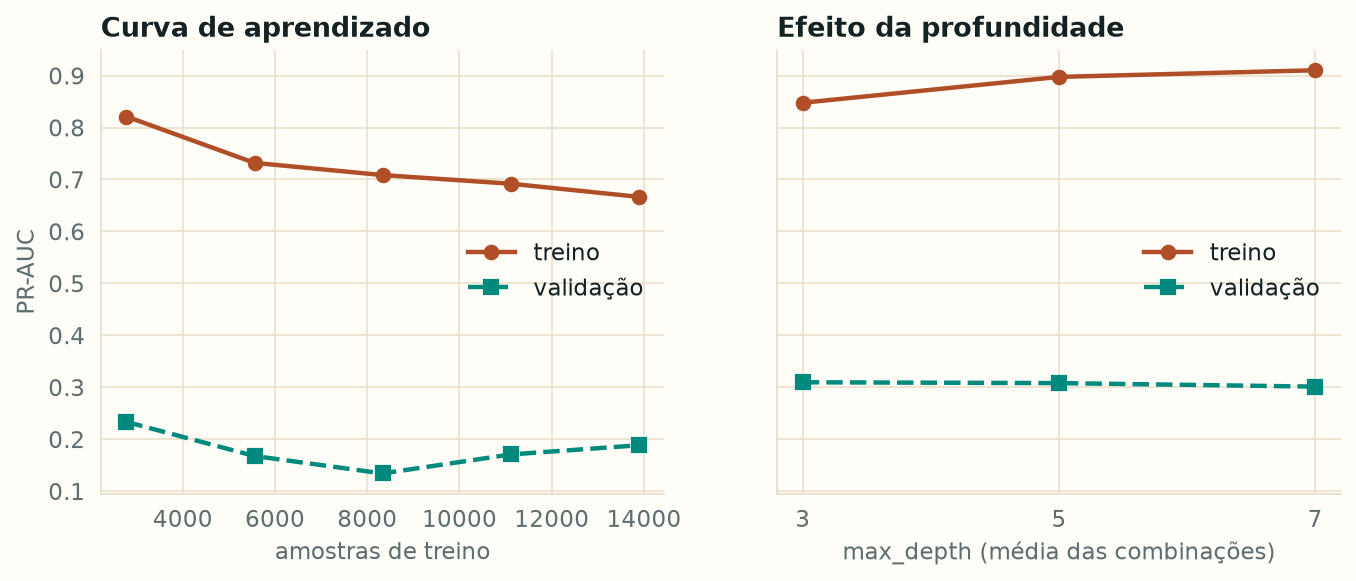 Curva de aprendizado
PR-AUC
0.9
0.8
0.7
0.6
0.5
0.4
0.3
0.2
0.1
treino
validação
4000 6000 8000 10000 12000 14000
amostras de treino
Efeito da profundidade
treino
validação
3 5 7
max_depth (média das combinações)